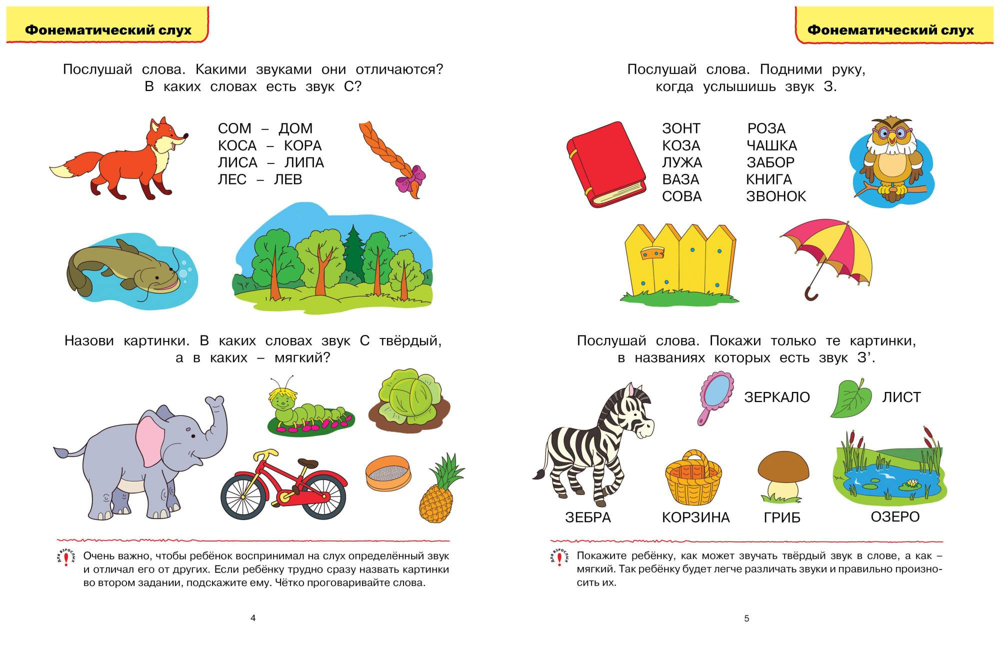 Фонематический слух
Послушай слова. Какими звуками они отличаются?
В каких словах есть звук С?
СОМ – ДОМ
КОСА – КОРА
ЛИСА – ЛИПА
ЛЕС – ЛЕВ
Назови картинки. В каких словах звук С твёрдый,
а в каких – мягкий?
ДЛЯ ВЗРОСЛЫХ
Очень важно, чтобы ребёнок воспринимал на слух определённый звук
и отличал его от других. Если ребёнку трудно сразу назвать картинки
во втором задании, подскажите ему. Чётко проговаривайте слова.
4
Фонематический слух
Послушай слова. Подними руку,
когда услышишь звук З.
ЗОНТ РОЗА
КОЗА ЧАШКА
ЛУЖА ЗАБОР
ВАЗА КНИГА
СОВА ЗВОНОК
Послушай слова. Покажи только те картинки,
в названиях которых есть звук З’.
ЗЕРКАЛО ЛИСТ
ЗЕБРА КОРЗИНА ГРИБ ОЗЕРО
ДЛЯ ВЗРОСЛЫХ
Покажите ребёнку, как может звучать твёрдый звук в слове, а как –
мягкий. Так ребёнку будет легче различать звуки и правильно произно-
сить их.
5